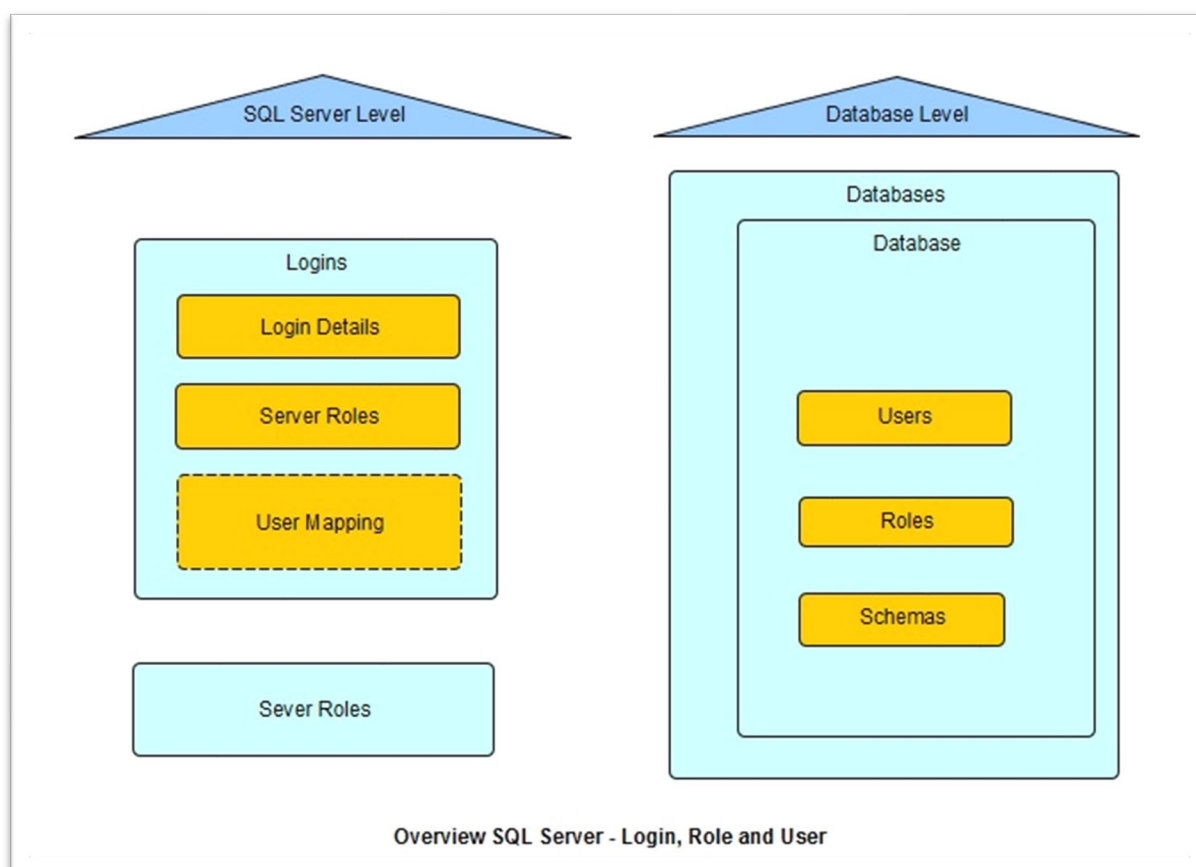 SQL Server Level
Logins
Login Details
Server Roles
User Mapping
Sever Roles
Database Level
Databases
Database
Users
Roles
Schemas
Overview SQL Server - Login, Role and User